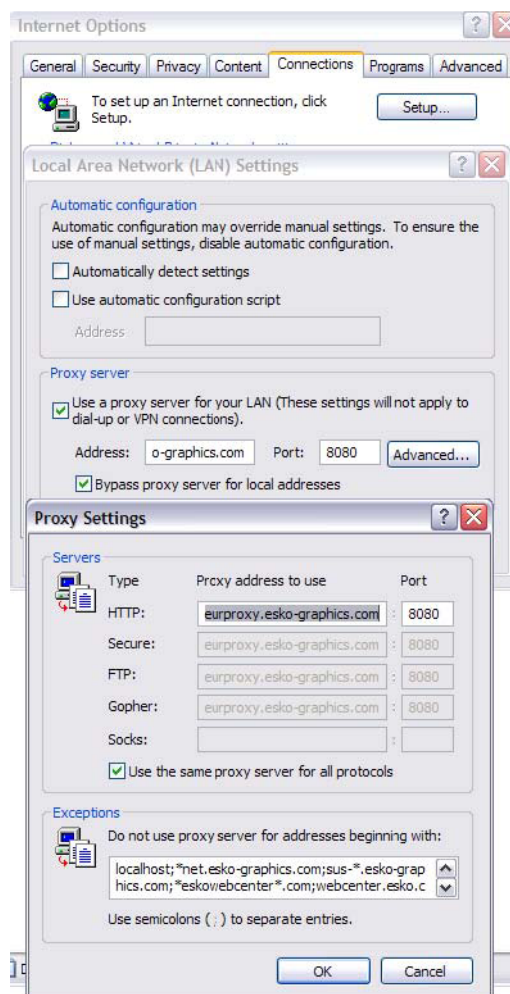 Internet Options
General Security Privacy Content Connections Programs Advanced
To set up an Internet connection, click
Setup.
Setup...
Local Area Network (LAN) Settings
Automatic configuration
Automatic configuration may override manual settings. To ensure the
use of manual settings, disable automatic configuration.
Automatically detect settings
Use automatic configuration script
Address
Proxy server
Use a proxy server for your LAN (These settings will not apply to
dial-up or VPN connections).
Address: o-graphics.com Port: 8080 Advanced...
Bypass proxy server for local addresses
Proxy Settings
Servers
Type Proxy address to use Port
HTTP: eurproxy.esko-graphics.com : 8080
Secure: eurproxy.esko-graphics.com : 8080
FTP: eurproxy.esko-graphics.com : 8080
Gopher: eurproxy.esko-graphics.com : 8080
Socks: :
Use the same proxy server for all protocols
Exceptions
Do not use proxy server for addresses beginning with:
localhost;*net.esko-graphics.com;sus-*.esko-grap
hics.com;*eskowebcenter*.com;webcenter.esko.c
Use semicolons ( ; ) to separate entries.
OK Cancel